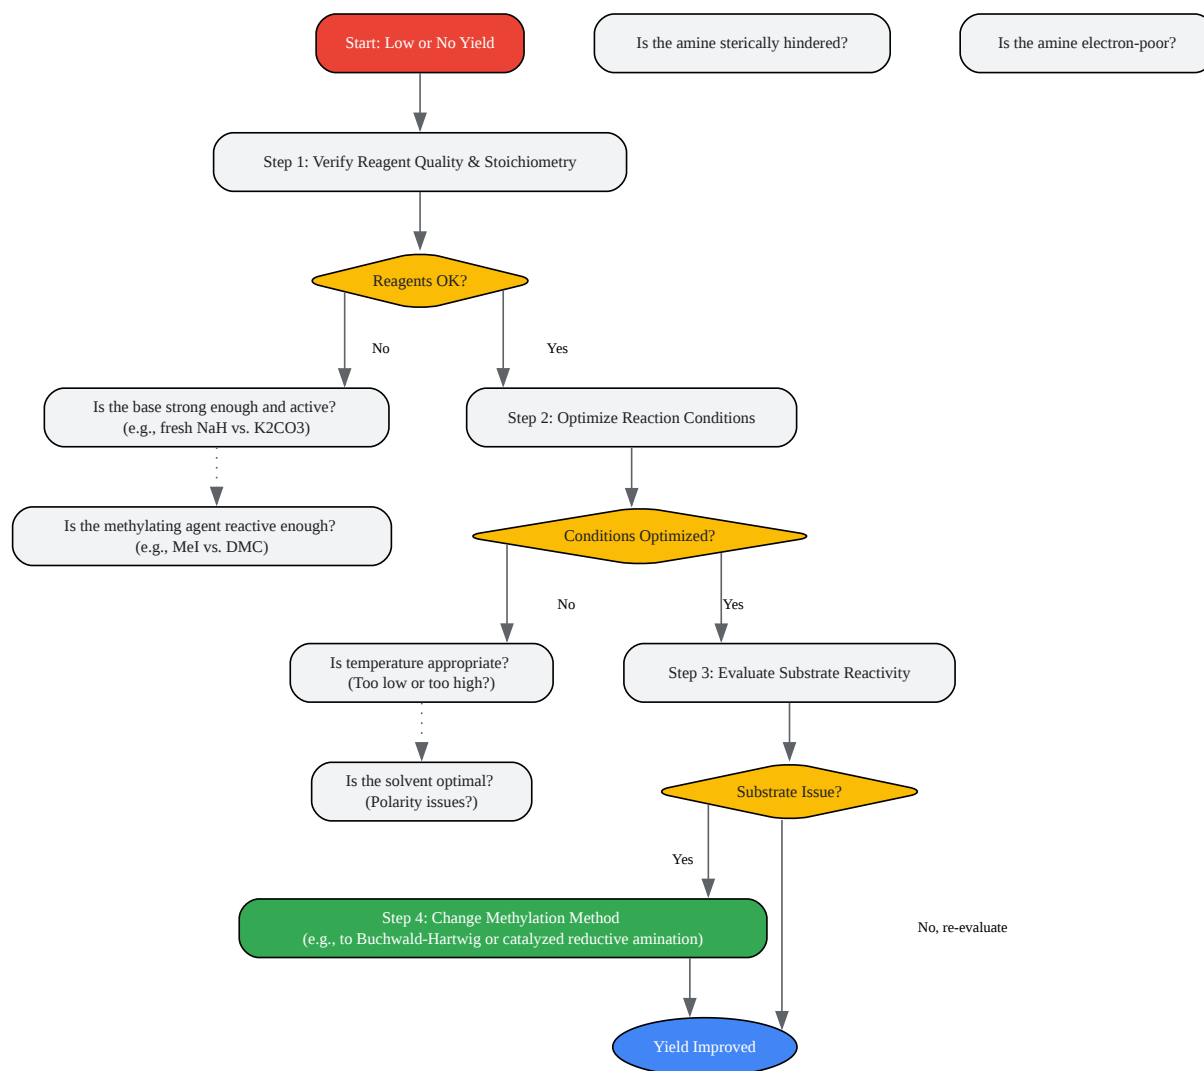 Start: Low or No Yield
Is the amine sterically hindered?
Is the amine electron-poor?
Step 1: Verify Reagent Quality & Stoichiometry
Reagents OK?
No
Yes
Is the base strong enough and active?
(e.g., fresh NaH vs. K2CO3)
Step 2: Optimize Reaction Conditions
Is the methylating agent reactive enough?
(e.g., MeI vs. DMC)
Conditions Optimized?
No
Yes
Is temperature appropriate?
(Too low or too high?)
Step 3: Evaluate Substrate Reactivity
Is the solvent optimal?
(Polarity issues?)
Substrate Issue?
Yes
Step 4: Change Methylation Method
(e.g., to Buchwald-Hartwig or catalyzed reductive amination)
No, re-evaluate
Yield Improved